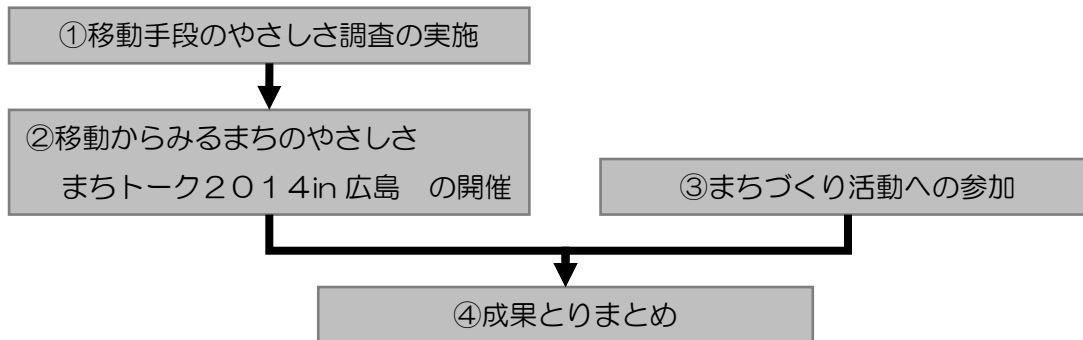 ①移動手段のやさしさ調査の実施
②移動からみるまちのやさしさ
まちトーク２０１４in 広島　の開催
③まちづくり活動への参加
④成果とりまとめ